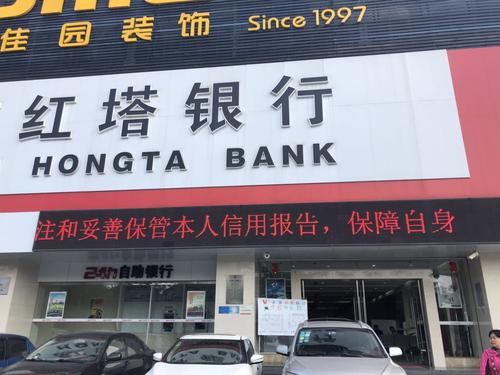 佳园装饰 Since 1997
红塔银行
HONGTA BANK
注和妥善保管本人信用报告，保障自身
24h自助银行